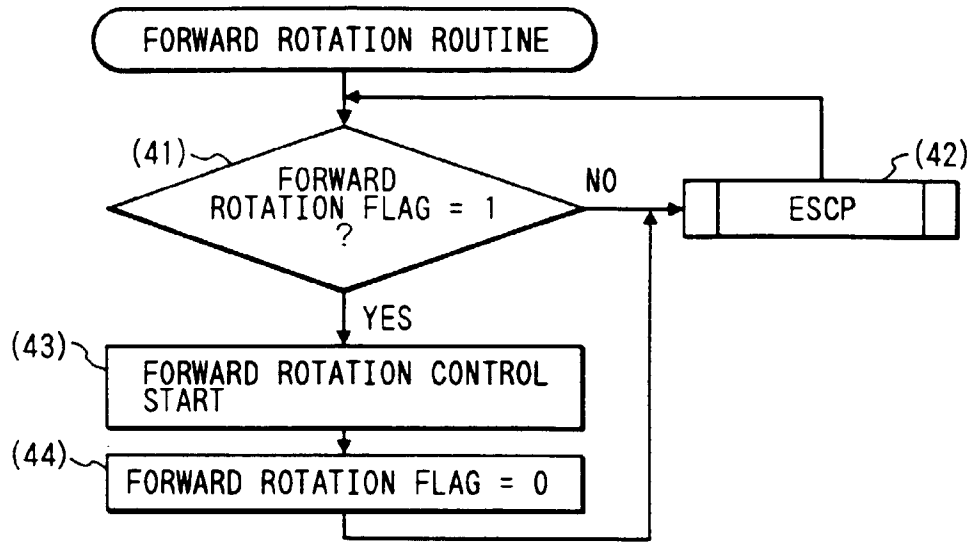 FORWARD ROTATION ROUTINE
(41)
FORWARD
ROTATION FLAG = 1
?
NO
(42)
ESCP
YES
(43)
FORWARD ROTATION CONTROL
START
(44)
FORWARD ROTATION FLAG = 0